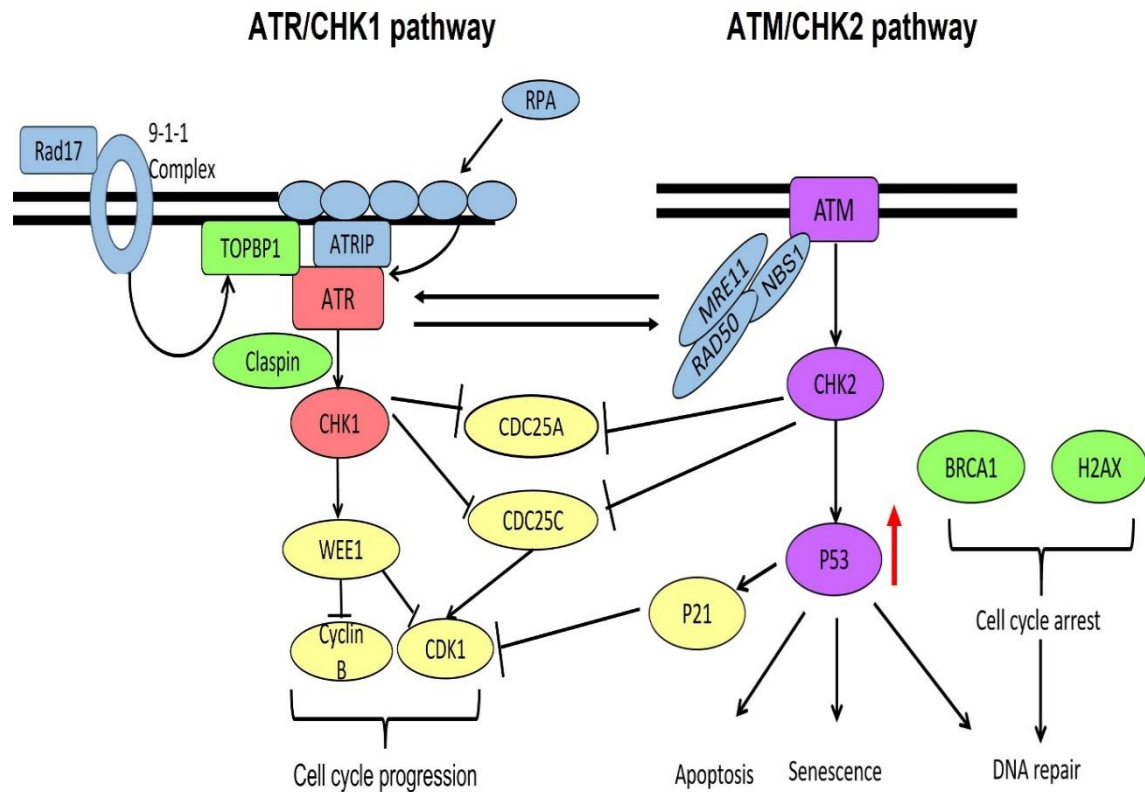 ATR/CHK1 pathway
ATM/CHK2 pathway
RPA
Rad17
9-1-1
Complex
TOPBP1
ATRIP
ATR
ATM
MRE11
NBS1
RAD50
Claspin
CHK1
CHK2
CDC25A
CDC25C
BRCA1
H2AX
WEE1
P53
P21
Cyclin
B
CDK1
Cell cycle arrest
Cell cycle progression
Apoptosis
Senescence
DNA repair